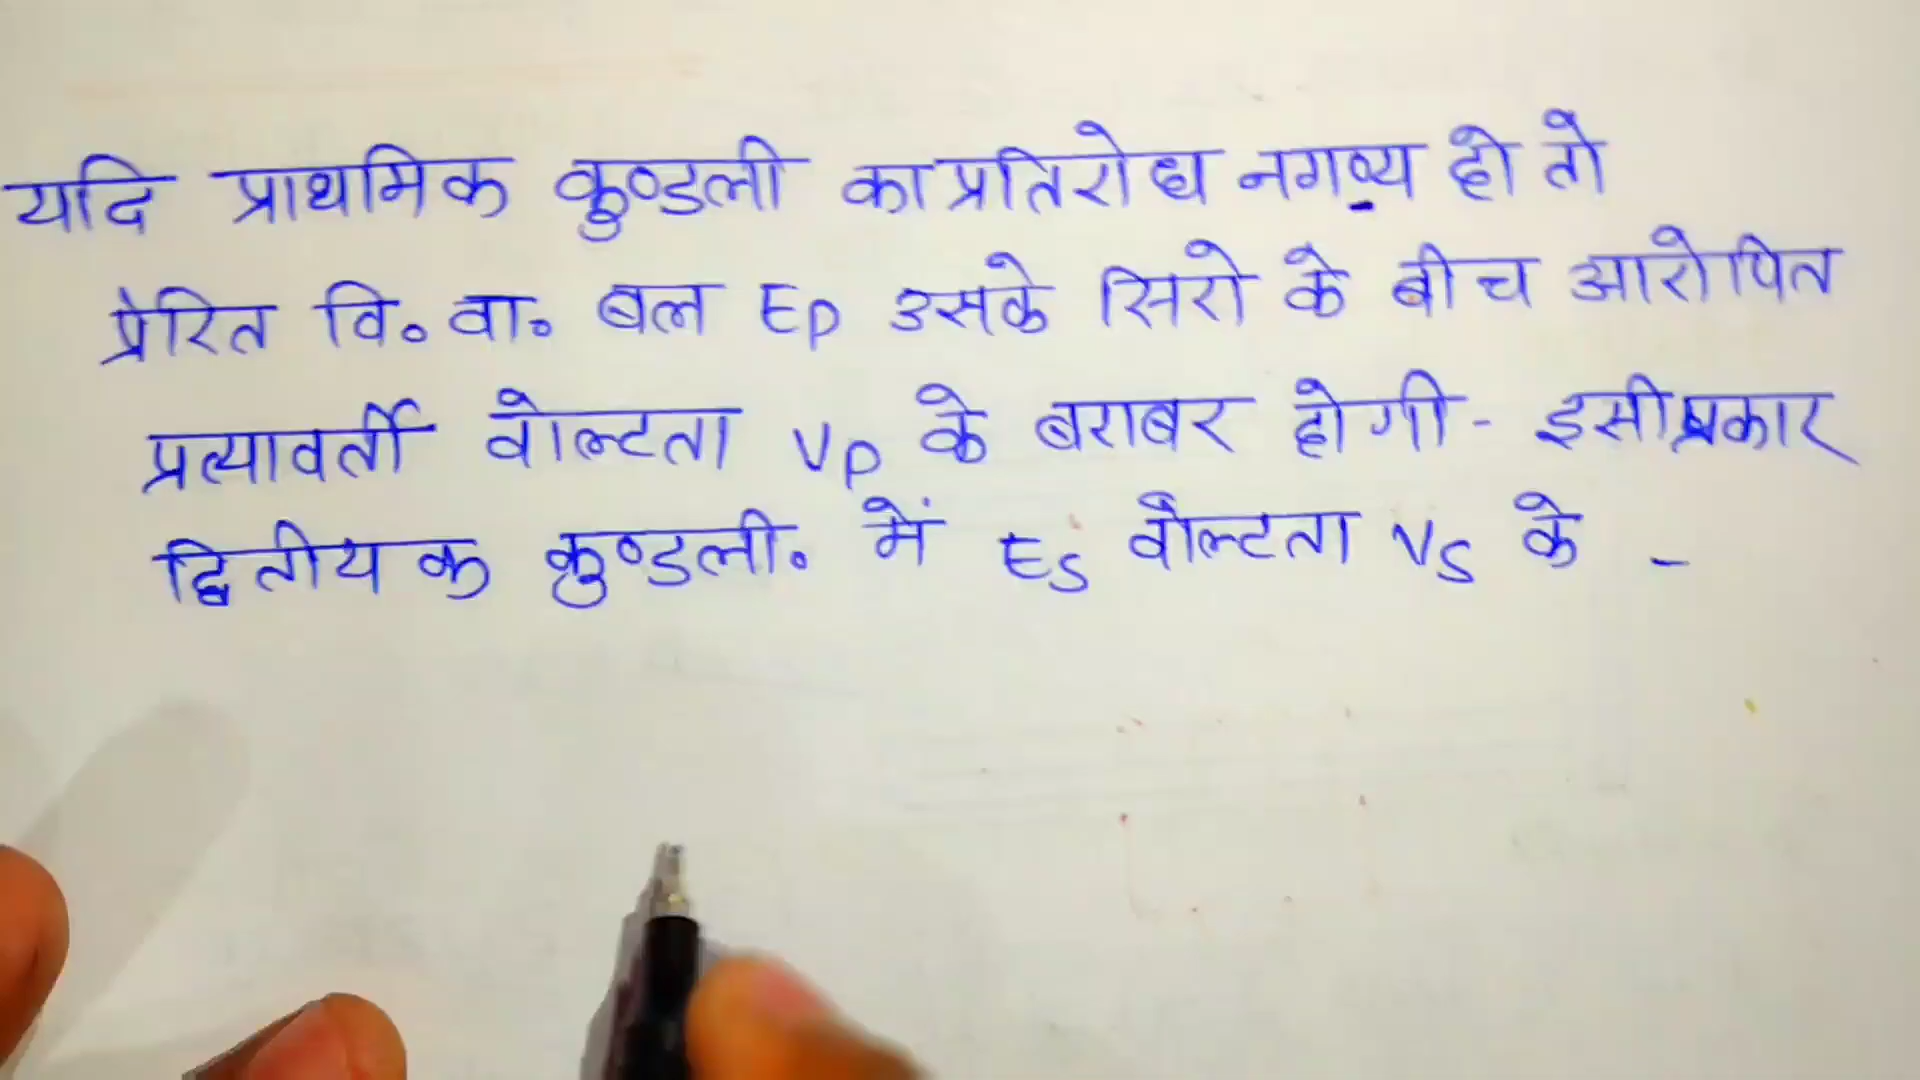 यदि प्राथमिक कुण्डली का प्रतिरोध नगण्य हो तो
प्रेरित वि. वा. बल Ep उसके सिरो के बीच आरोपित
प्रत्यावर्ती वोल्टता Vp के बराबर होगी - इसी प्रकार
द्वितीयक कुण्डली. में Es वोल्टता Vs के -